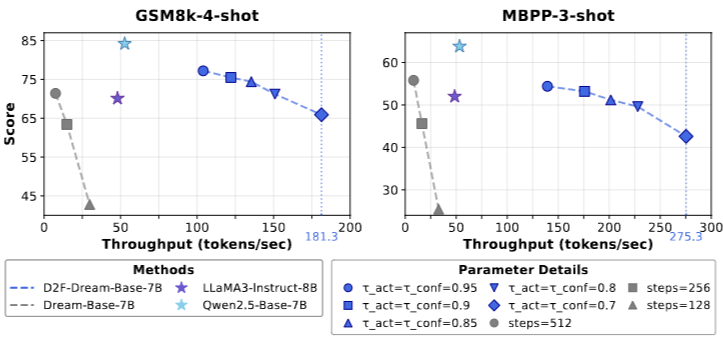 GSM8k-4-shot
MBPP-3-shot
Score
85
75
65
55
45
0
50
100
150
200
181.3
Throughput (tokens/sec)
60
50
40
30
0
50
100
150
200
250
300
275.3
Throughput (tokens/sec)
Methods
D2F-Dream-Base-7B
Dream-Base-7B
LLaMA3-Instruct-8B
Qwen2.5-Base-7B
Parameter Details
τ_act=τ_conf=0.95
τ_act=τ_conf=0.9
τ_act=τ_conf=0.85
τ_act=τ_conf=0.8
τ_act=τ_conf=0.7
steps=512
steps=256
steps=128